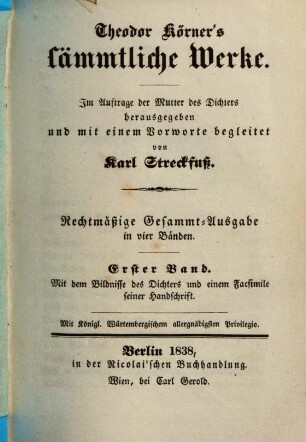 Theodor Körner's
sämmtliche Werke.
Im Auftrage der Mutter des Dichters
herausgegeben
und mit einem Vorworte begleitet
von
Karl Streckfuß.
Rechtmäßige Gesammt-Ausgabe
in vier Bänden.
Erster Band.
Mit dem Bildnisse des Dichters und einem Facsimile
seiner Handschrift.
Mit Königl. Würtembergischem allergnädigsten Privilegio.
Berlin 1838,
in der Nicolai'schen Buchhandlung.
Wien, bei Carl Gerold.